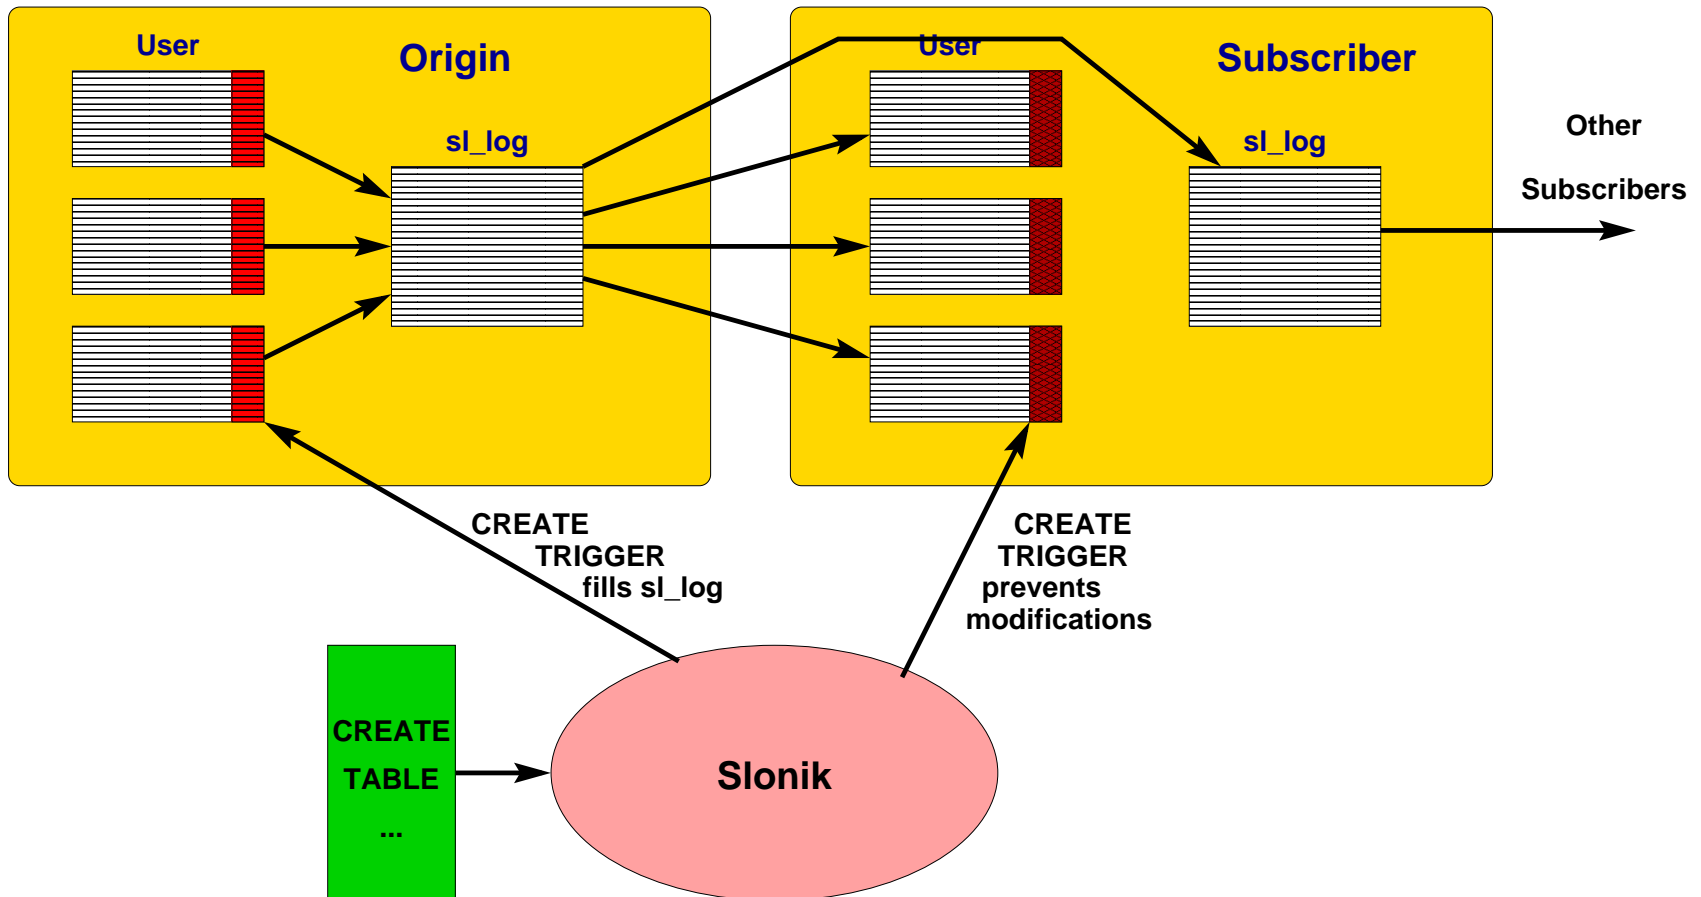 User
Origin
sl_log
User
Subscriber
sl_log
Other
Subscribers
CREATE
TRIGGER
fills sl_log
CREATE
TRIGGER
prevents
modifications
CREATE
TABLE
...
Slonik